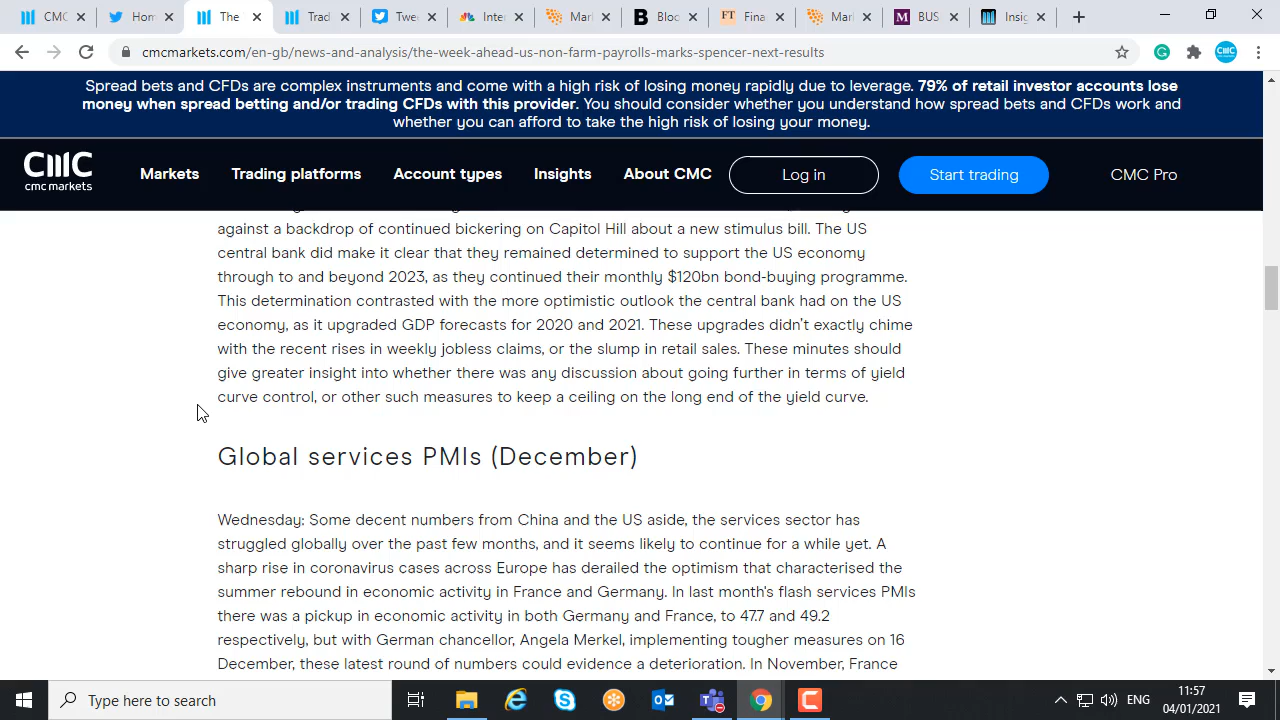 CMC
Hom
The
Trad
Twe
Inter
Mar
B Bloc
FT Fina
Mar
M BUS
Insig
cmcmarkets.com/en-gb/news-and-analysis/the-week-ahead-us-non-farm-payrolls-marks-spencer-next-results
Spread bets and CFDs are complex instruments and come with a high risk of losing money rapidly due to leverage. 79% of retail investor accounts lose
money when spread betting and/or trading CFDs with this provider. You should consider whether you understand how spread bets and CFDs work and
whether you can afford to take the high risk of losing your money.
CMC
cmc markets
Markets
Trading platforms
Account types
Insights
About CMC
Log in
Start trading
CMC Pro
against a backdrop of continued bickering on Capitol Hill about a new stimulus bill. The US
central bank did make it clear that they remained determined to support the US economy
through to and beyond 2023, as they continued their monthly $120bn bond-buying programme.
This determination contrasted with the more optimistic outlook the central bank had on the US
economy, as it upgraded GDP forecasts for 2020 and 2021. These upgrades didn't exactly chime
with the recent rises in weekly jobless claims, or the slump in retail sales. These minutes should
give greater insight into whether there was any discussion about going further in terms of yield
curve control, or other such measures to keep a ceiling on the long end of the yield curve.
Global services PMIs (December)
Wednesday: Some decent numbers from China and the US aside, the services sector has
struggled globally over the past few months, and it seems likely to continue for a while yet. A
sharp rise in coronavirus cases across Europe has derailed the optimism that characterised the
summer rebound in economic activity in France and Germany. In last month's flash services PMIs
there was a pickup in economic activity in both Germany and France, to 47.7 and 49.2
respectively, but with German chancellor, Angela Merkel, implementing tougher measures on 16
December, these latest round of numbers could evidence a deterioration. In November, France
Type here to search
ENG
11:57
04/01/2021